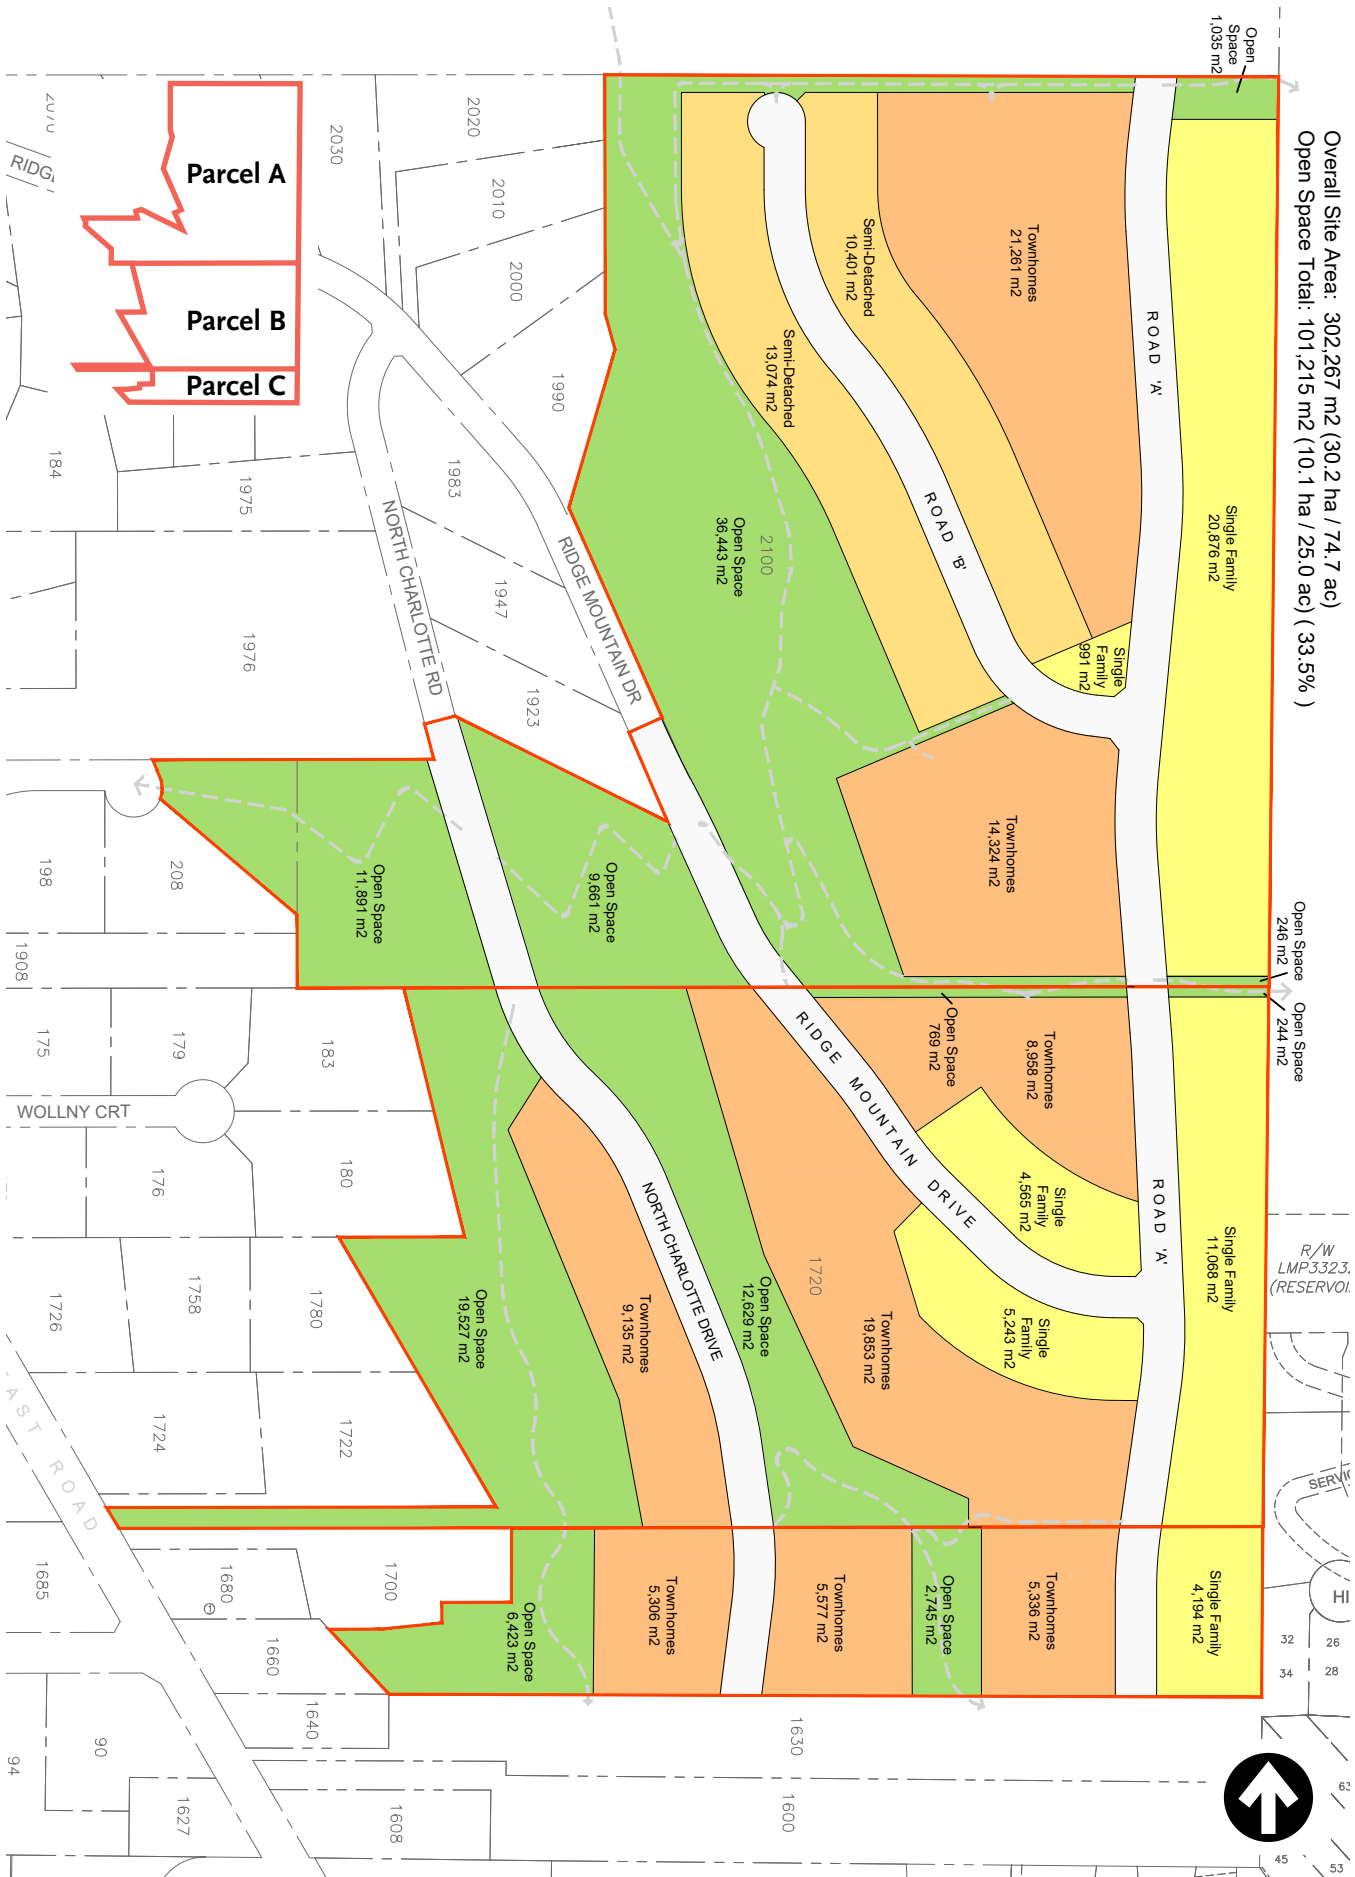 Overall Site Area:  302,267 m2 (30.2 ha / 74.7 ac)
Open Space Total: 101,215 m2 (10.1 ha / 25.0 ac) ( 33.5% )
Open
Space
1,035 m2
Single Family
20,876 m2
ROAD 'A'
Townhomes
21,261 m2
Semi-Detached
10,401 m2
Semi-Detached
13,074 m2
ROAD 'B'
Single
Family
991 m2
Open Space
36,443 m2
2100
Townhomes
14,324 m2
Open Space
246 m2
Open Space
244 m2
Open Space
9,661 m2
Open Space
11,891 m2
RIDGE MOUNTAIN DR
NORTH CHARLOTTE RD
Open Space
769 m2
Townhomes
8,958 m2
Single
Family
4,565 m2
ROAD 'A'
Single Family
11,068 m2
RIDGE MOUNTAIN DRIVE
Single
Family
5,243 m2
Townhomes
19,853 m2
1720
Open Space
12,629 m2
NORTH CHARLOTTE DRIVE
Townhomes
9,135 m2
Open Space
19,527 m2
Single Family
4,194 m2
Townhomes
5,336 m2
Open Space
2,745 m2
Townhomes
5,577 m2
Townhomes
5,306 m2
Open Space
6,423 m2
Parcel A
Parcel B
Parcel C
2020
2030
2010
2000
1990
1983
1975
184
1947
1976
1923
208
198
1908
175
179
183
WOLLNY CRT
176
180
1758
1726
1780
1724
1722
AST ROAD
1685
1680
1700
1660
1640
90
94
1627
1608
1630
1600
R/W
(RESERVOI
32
26
34
28
45
53